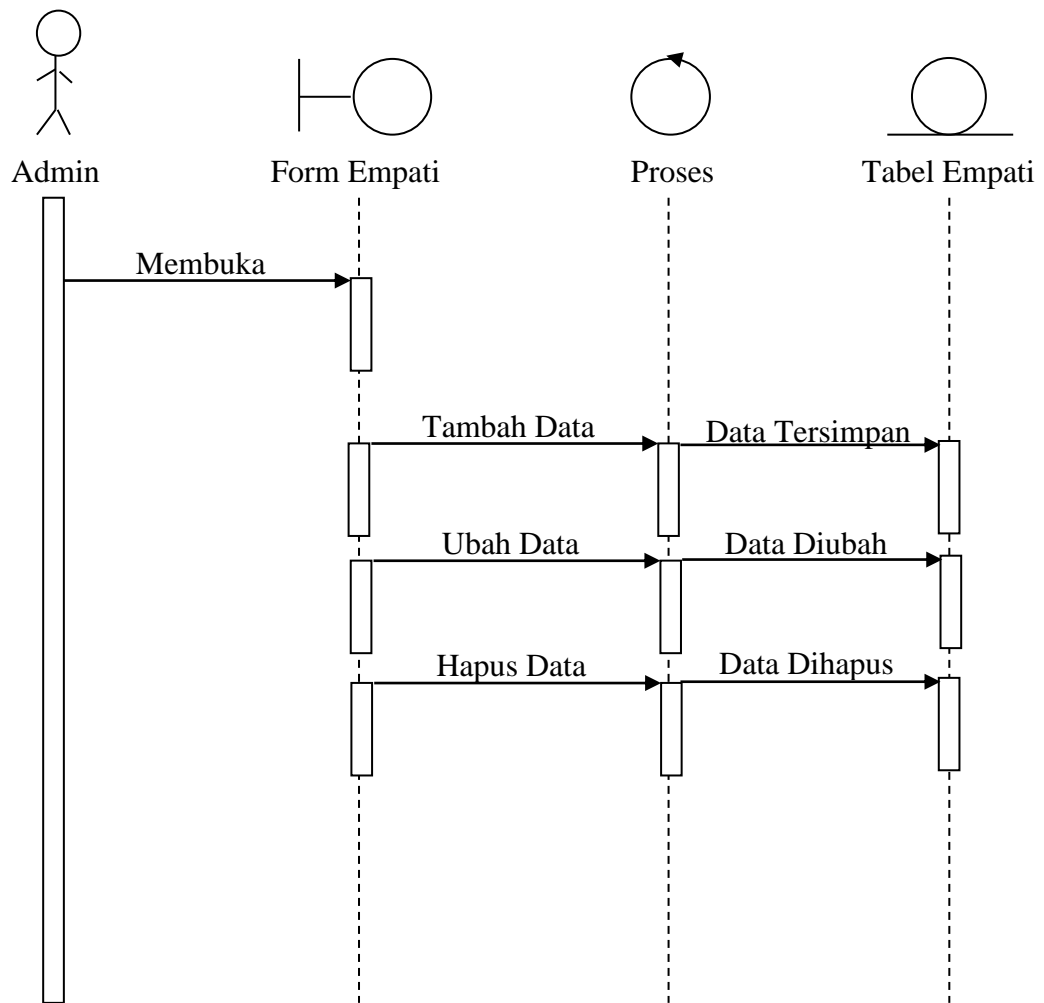 Admin
Form Empati
Proses
Tabel Empati
Membuka
Tambah Data
Data Tersimpan
Ubah Data
Data Diubah
Hapus Data
Data Dihapus